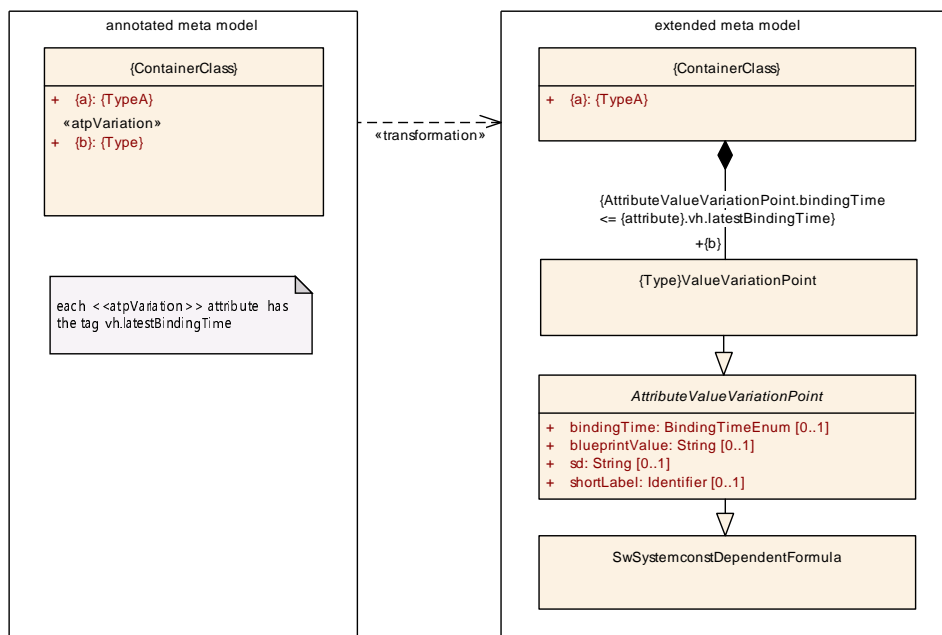 annotated meta model
{ContainerClass}
+ {a}: {TypeA}
«atpVariation»
+ {b}: {Type}
each <<atpVariation>> attribute has
the tag vh.latestBindingTime
«transformation»
extended meta model
{ContainerClass}
+ {a}: {TypeA}
{AttributeValueVariationPoint.bindingTime
<= {attribute}.vh.latestBindingTime}
+{b}
{Type}ValueVariationPoint
AttributeValueVariationPoint
+ bindingTime: BindingTimeEnum [0..1]
+ blueprintValue: String [0..1]
+ sd: String [0..1]
+ shortLabel: Identifier [0..1]
SwSystemconstDependentFormula